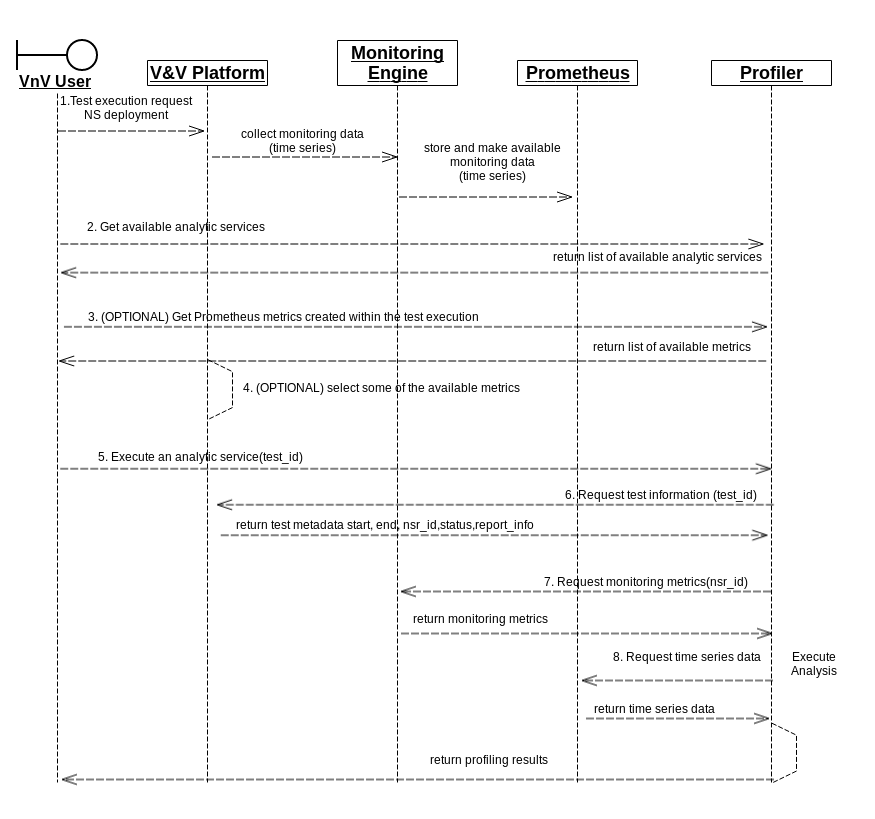 VnV User
V&V Platform
Monitoring
Engine
Prometheus
Profiler
1.Test execution request
NS deployment
collect monitoring data
(time series)
store and make available
monitoring data
(time series)
2. Get available analytic services
return list of available analytic services
3. (OPTIONAL) Get Prometheus metrics created within the test execution
return list of available metrics
4. (OPTIONAL) select some of the available metrics
5. Execute an analytic service(test_id)
6. Request test information (test_id)
return test metadata start, end, nsr_id,status,report_info
7. Request monitoring metrics(nsr_id)
return monitoring metrics
8. Request time series data
Execute
Analysis
return time series data
return profiling results